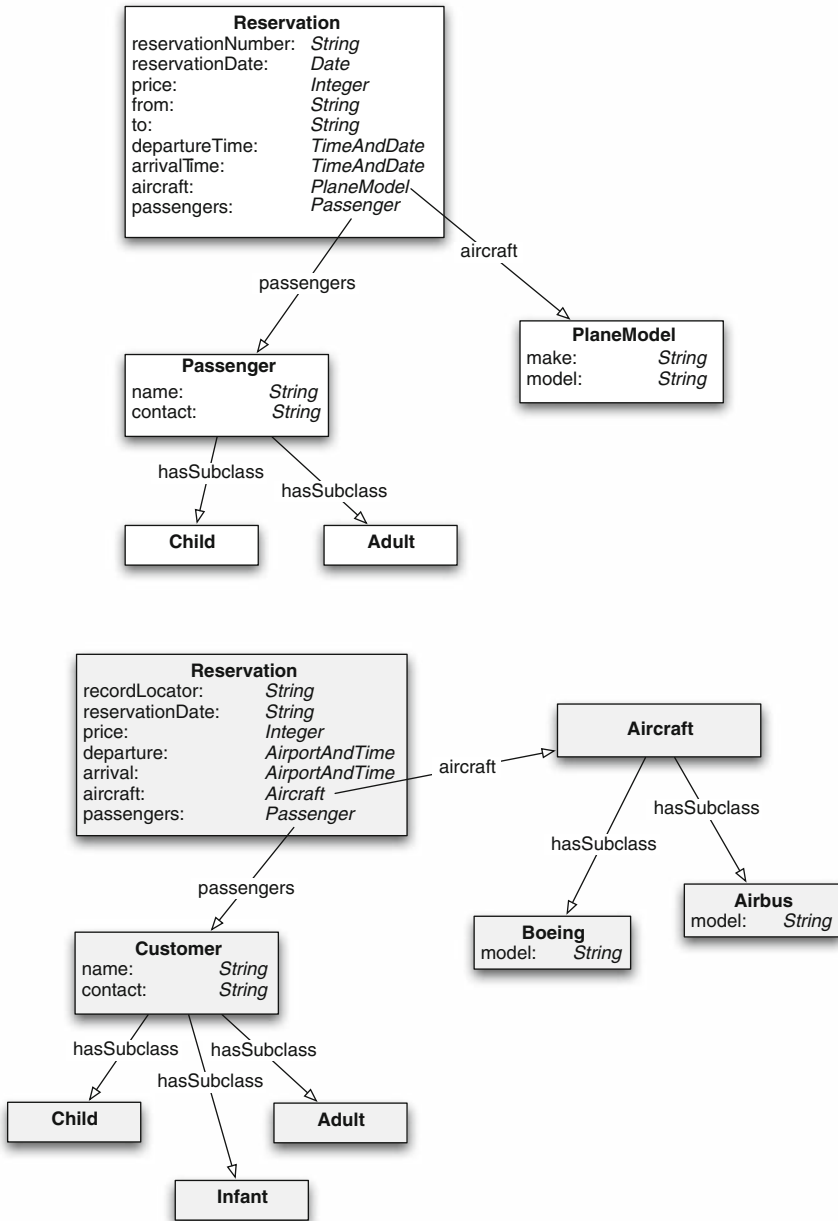 Reservation
reservationNumber: String
reservationDate: Date
price: Integer
from: String
to: String
departureTime: TimeAndDate
arrivalTime: TimeAndDate
aircraft: PlaneModel
passengers: Passenger
aircraft
passengers
PlaneModel
make: String
model: String
Passenger
name: String
contact: String
hasSubclass
hasSubclass
Child
Adult
Reservation
recordLocator: String
reservationDate: String
price: Integer
departure: AirportAndTime
arrival: AirportAndTime
aircraft: Aircraft
passengers: Passenger
aircraft
Aircraft
hasSubclass
hasSubclass
passengers
Airbus
model: String
Boeing
model: String
Customer
name: String
contact: String
hasSubclass
hasSubclass
hasSubclass
Child
Adult
Infant